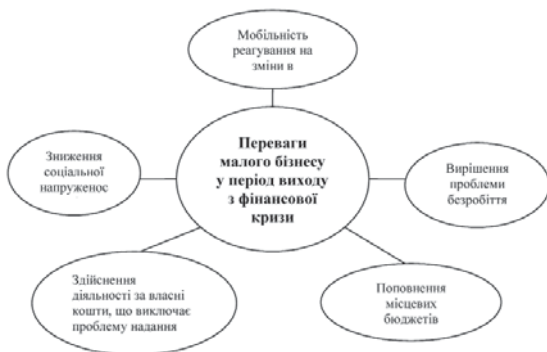 Мобільність
реагування на
зміни в
Переваги
малого бізнесу
у період виходу
з фінансової
кризи
Зниження
соціальної
напруженос
Вирішення
проблеми
безробіття
Здійснення
діяльності за власні
кошти, що виключає
проблему надання
Поповнення
місцевих
бюджетів